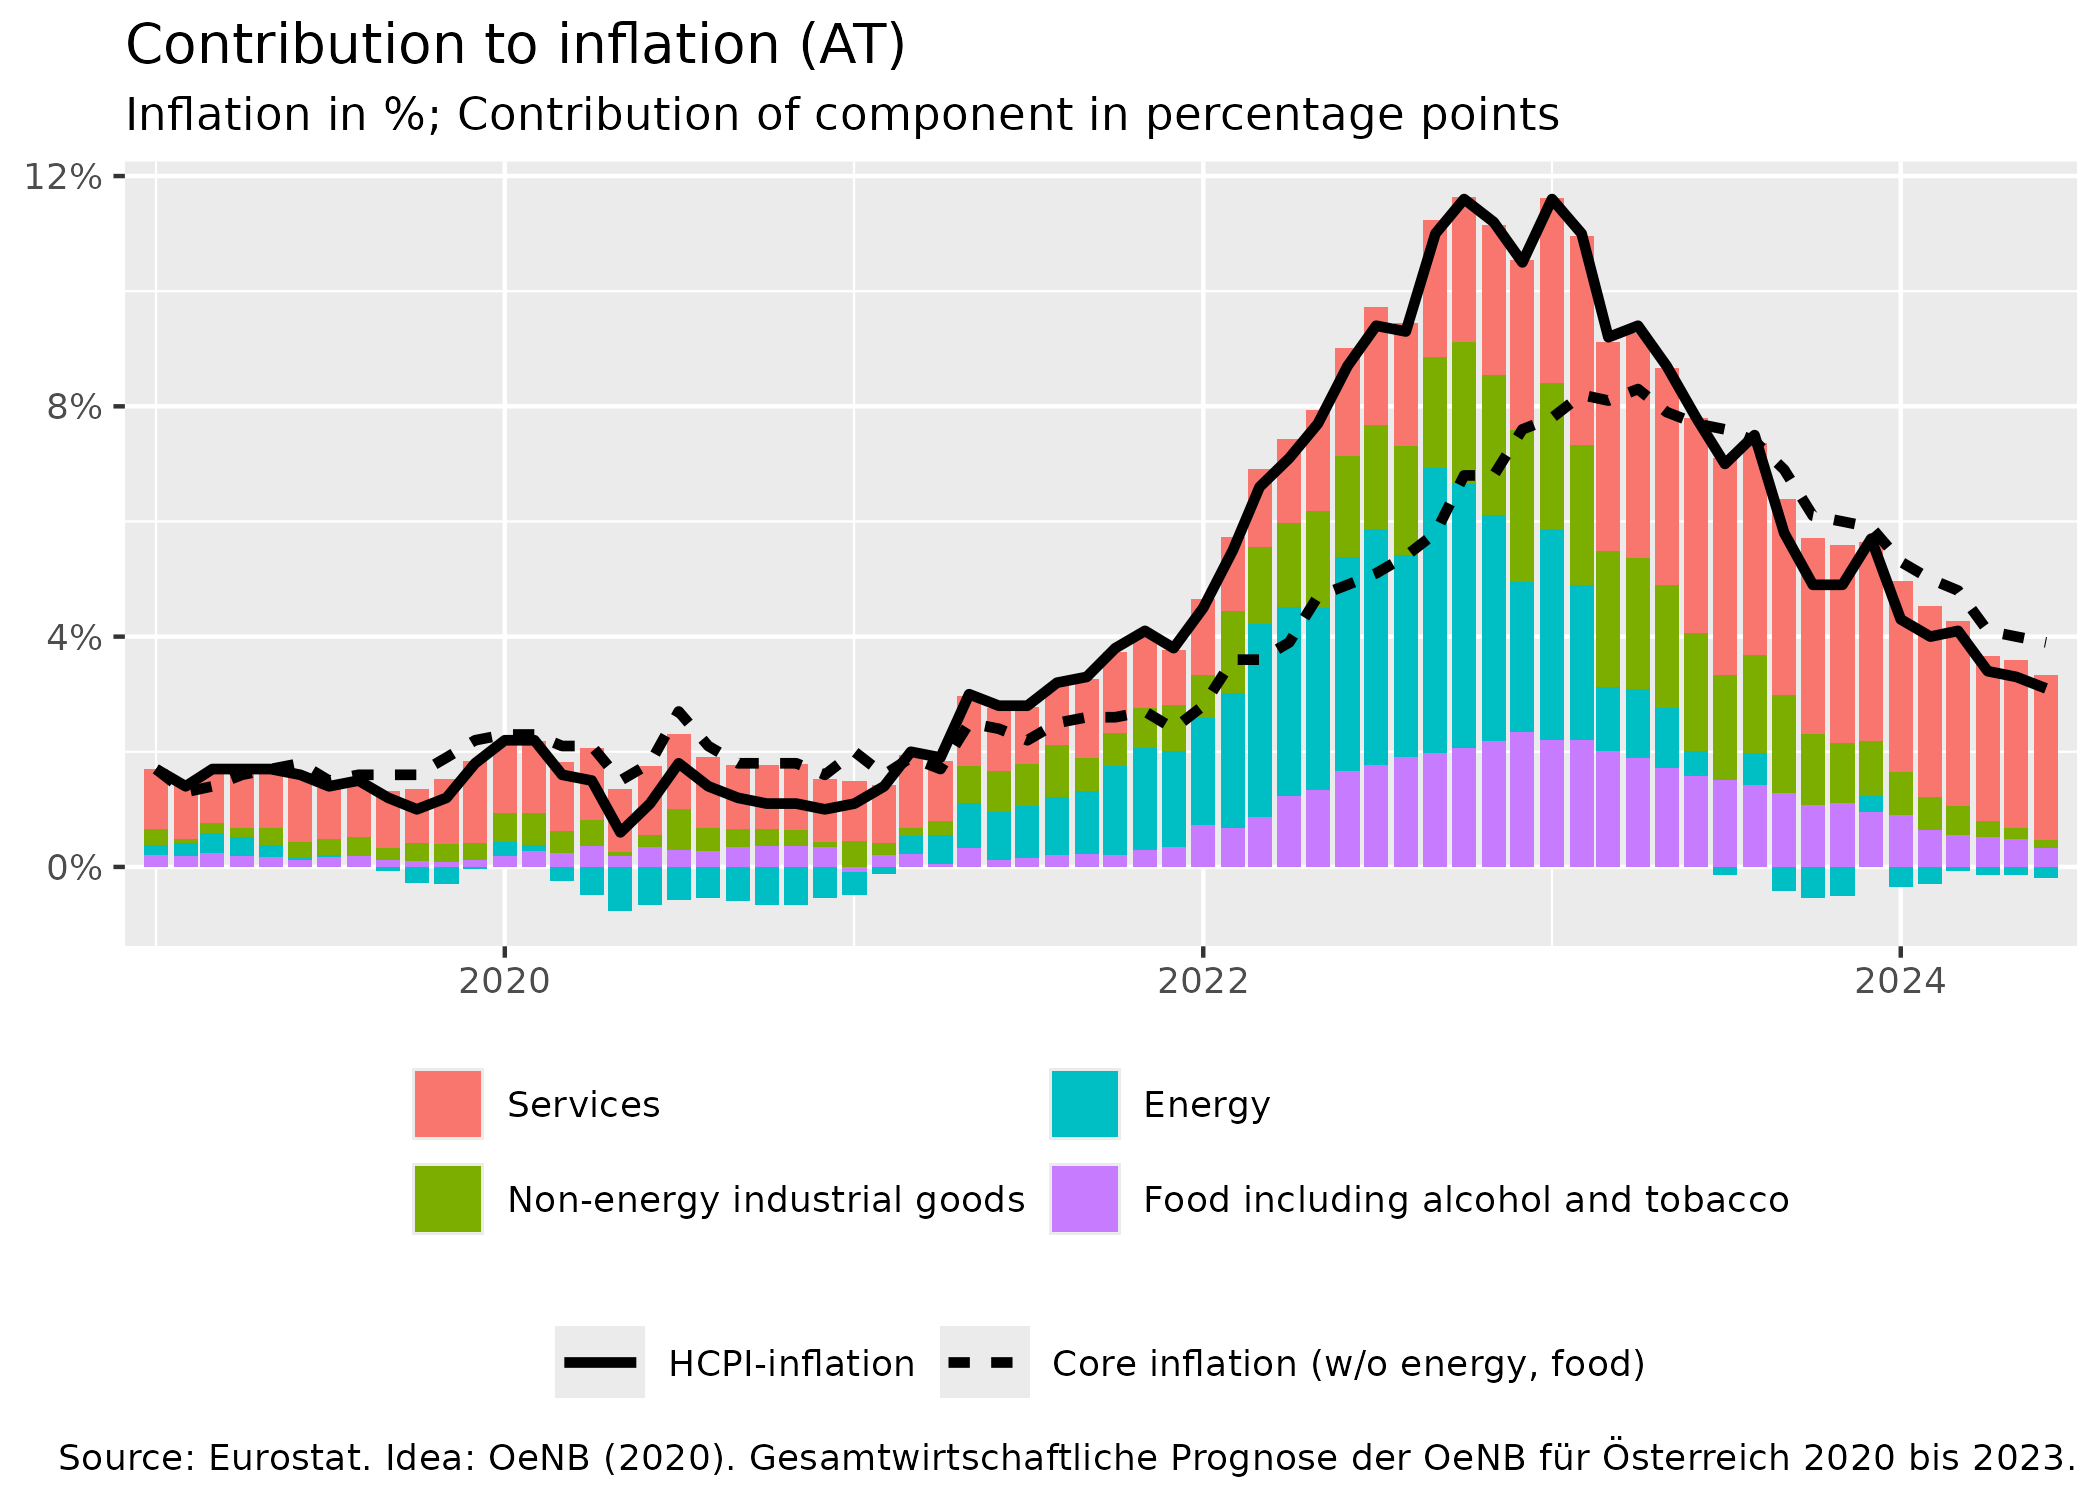 Contribution to inflation (AT)
Inflation in %; Contribution of component in percentage points
12%
8%
4%
0%
2020 2022 2024
Services Energy
Non-energy industrial goods Food including alcohol and tobacco
HCPI-inflation Core inflation (w/o energy, food)
Source: Eurostat. Idea: OeNB (2020). Gesamtwirtschaftliche Prognose der OeNB für Österreich 2020 bis 2023.